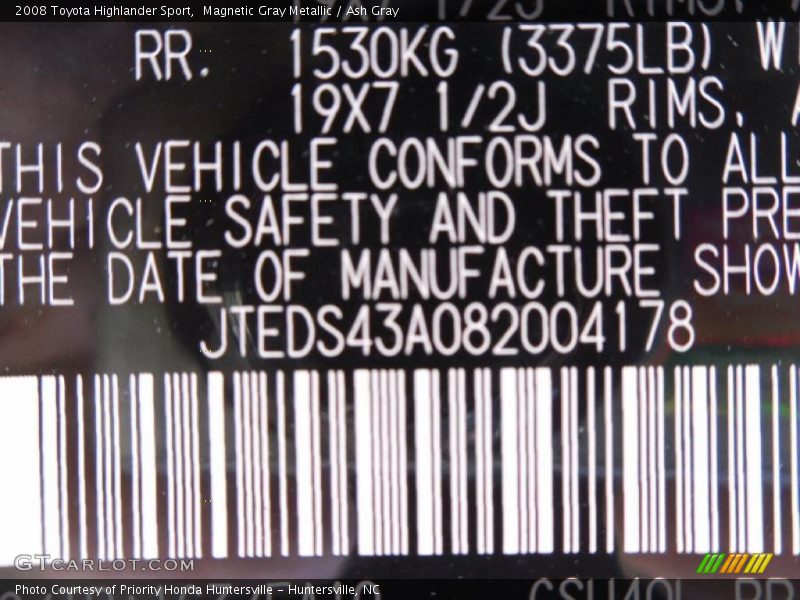 2008 Toyota Highlander Sport, Magnetic Gray Metallic / Ash Gray
RR. 1530KG (3375LB)
19X7 1/2J RIMS,
THIS VEHICLE CONFORMS TO ALL
VEHICLE SAFETY AND THEFT PRE
THE DATE OF MANUFACTURE SHOW
JTEDS43A082004178
GTCARLOT.COM
Photo Courtesy of Priority Honda Huntersville - Huntersville, NC